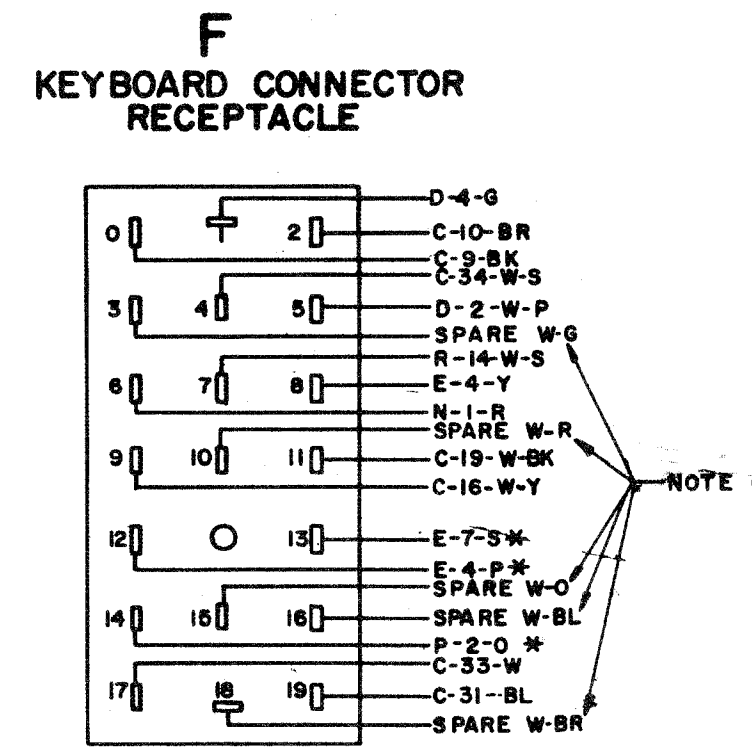 F
KEYBOARD CONNECTOR
RECEPTACLE
D-4-G
0 2 C-10-BR
C-9-BK
C-34-W-S
3 4 5 D-2-W-P
SPARE W-G
R-14-W-S
6 7 8 E-4-Y
N-1-R
SPARE W-R
9 10 11 C-19-W-BK
C-16-W-Y
NOTE
12 13 E-7-S*
E-4-P*
SPARE W-O
14 15 16 SPARE W-BL
P-2-O *
C-33-W
17 18 19 C-31-BL
SPARE W-BR